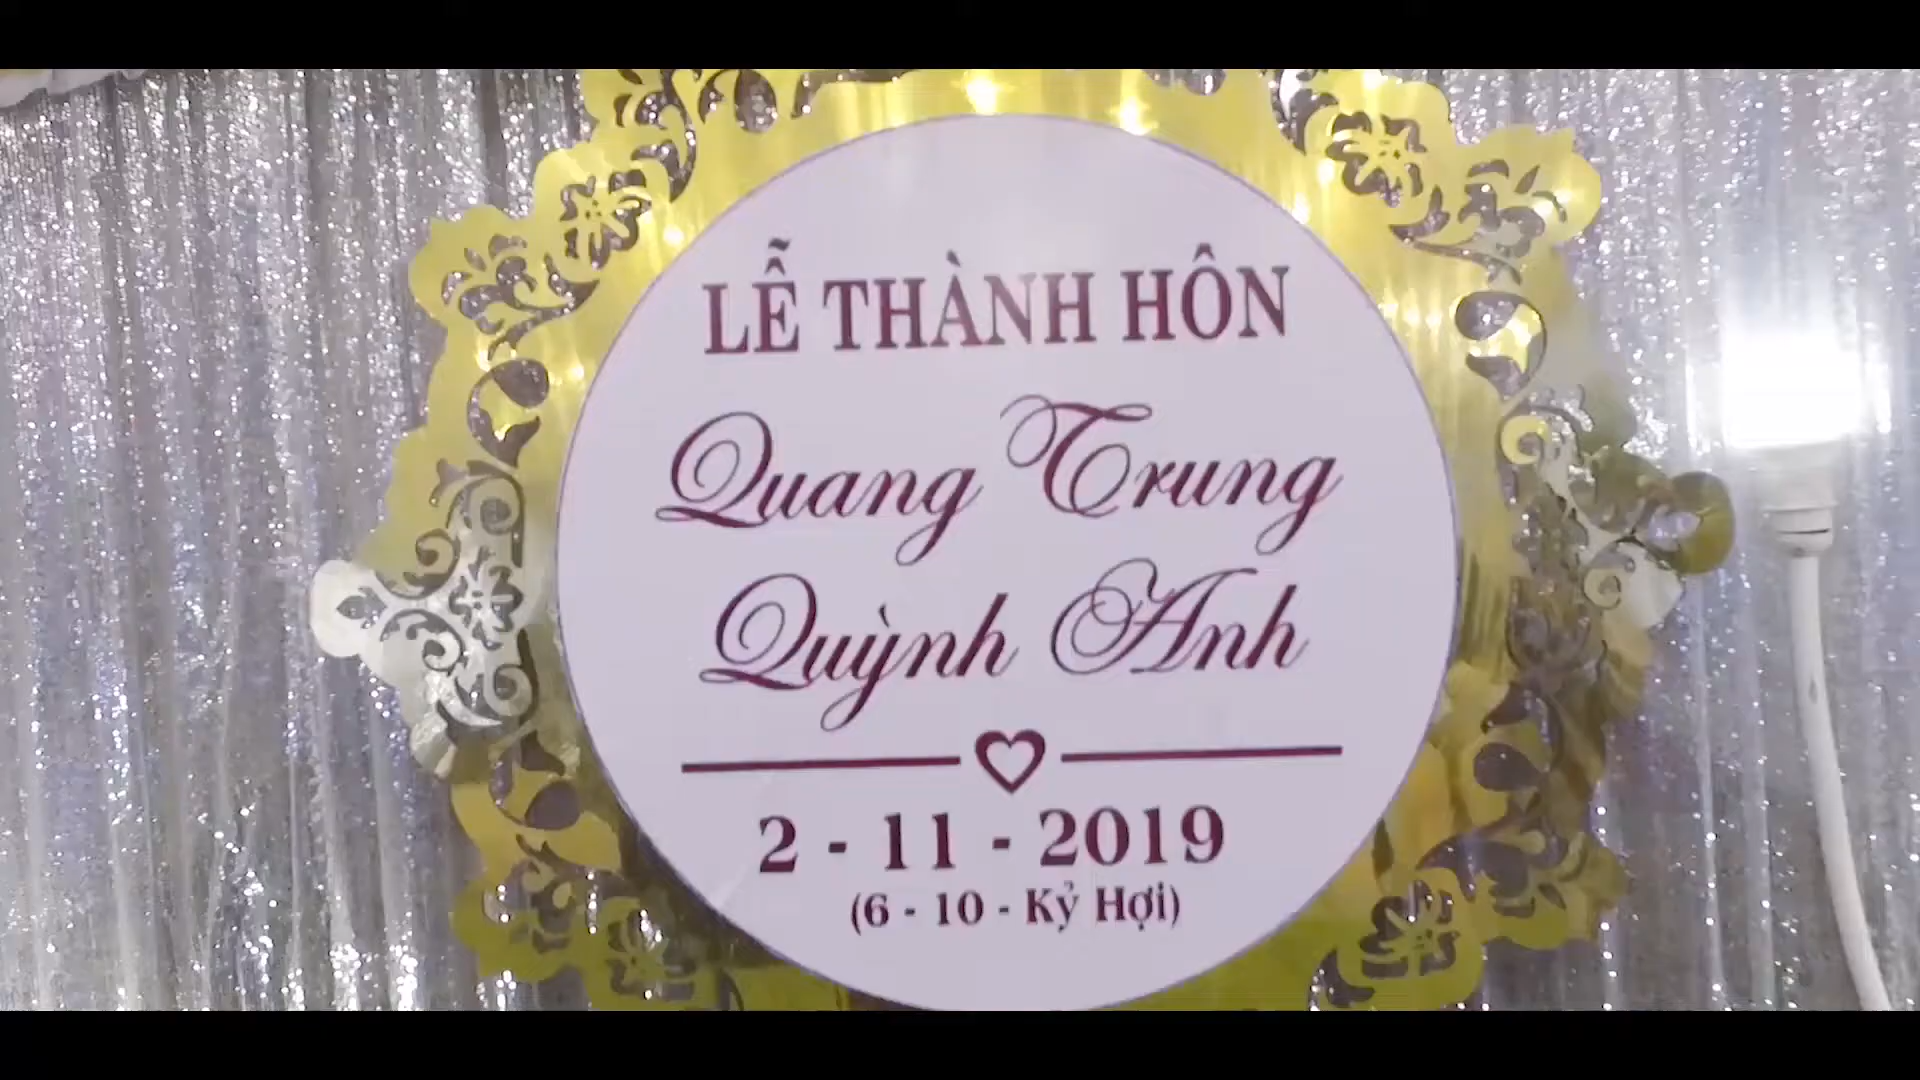 LỄ THÀNH HÔN
Quang Trung
Quỳnh Anh
2 - 11 - 2019
(6 - 10 - Kỷ Hợi)